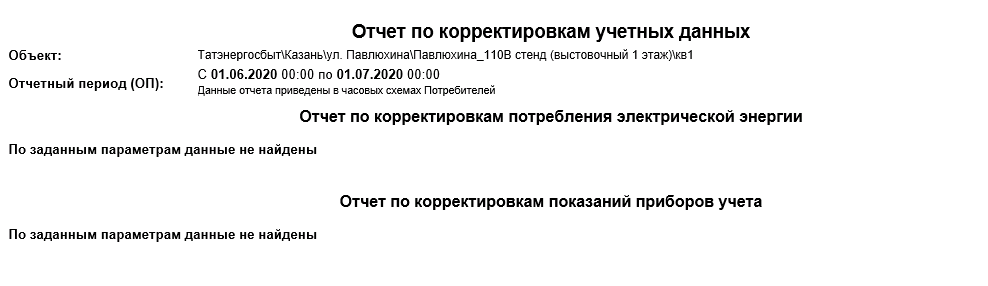 Отчет по корректировкам учетных данных
Объект: Татэнергосбыт\Казань\ул. Павлюхина\Павлюхина_110В стенд (выстовочный 1 этаж)\кв1
Отчетный период (ОП): С 01.06.2020 00:00 по 01.07.2020 00:00
Данные отчета приведены в часовых схемах Потребителей
Отчет по корректировкам потребления электрической энергии
По заданным параметрам данные не найдены
Отчет по корректировкам показаний приборов учета
По заданным параметрам данные не найдены